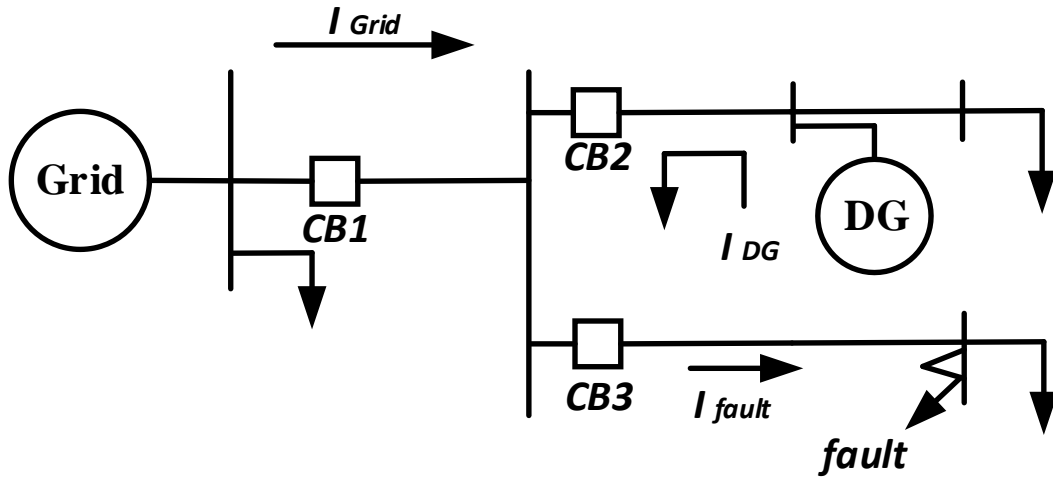 I Grid
Grid
CB1
CB2
I DG
DG
CB3
I fault
fault